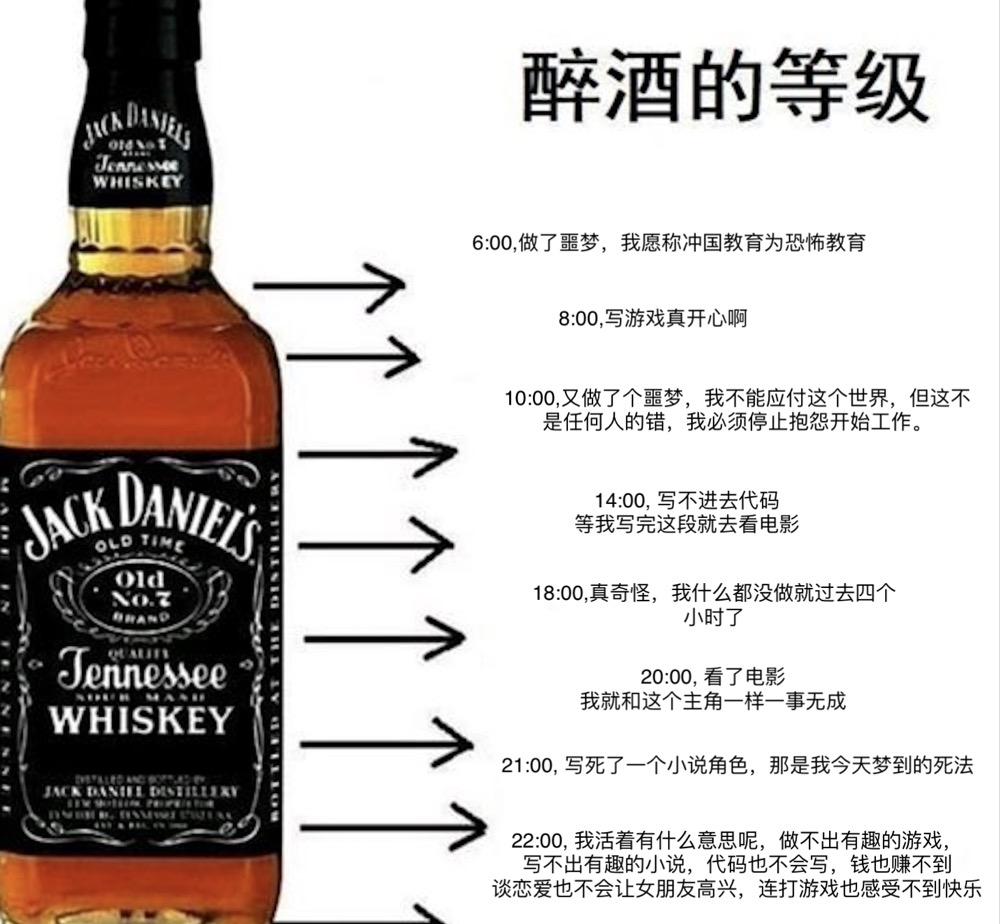 醉酒的等级
JACK DANIEL'S
OLD No. 7
BRAND
Tennessee
WHISKEY
6:00,做了噩梦，我愿称冲国教育为恐怖教育
8:00,写游戏真开心啊
10:00,又做了个噩梦，我不能应付这个世界，但这不
是任何人的错，我必须停止抱怨开始工作。
14:00, 写不进去代码
等我写完这段就去看电影
18:00,真奇怪，我什么都没做就过去四个
小时了
20:00, 看了电影
我就和这个主角一样一事无成
21:00, 写死了一个小说角色，那是我今天梦到的死法
22:00, 我活着有什么意思呢，做不出有趣的游戏，
写不出有趣的小说，代码也不会写，钱也赚不到
谈恋爱也不会让女朋友高兴，连打游戏也感受不到快乐
MADE IN TENNESSEE
JACK DANIEL'S
OLD TIME
Old
No. 7
BRAND
QUALITY
Tennessee
SOUR MASH
WHISKEY
DISTILLED AND BOTTLED BY
JACK DANIEL DISTILLERY
LEM MOTLOW, PROPRIETOR
BOTTLED AT THE DISTILLERY